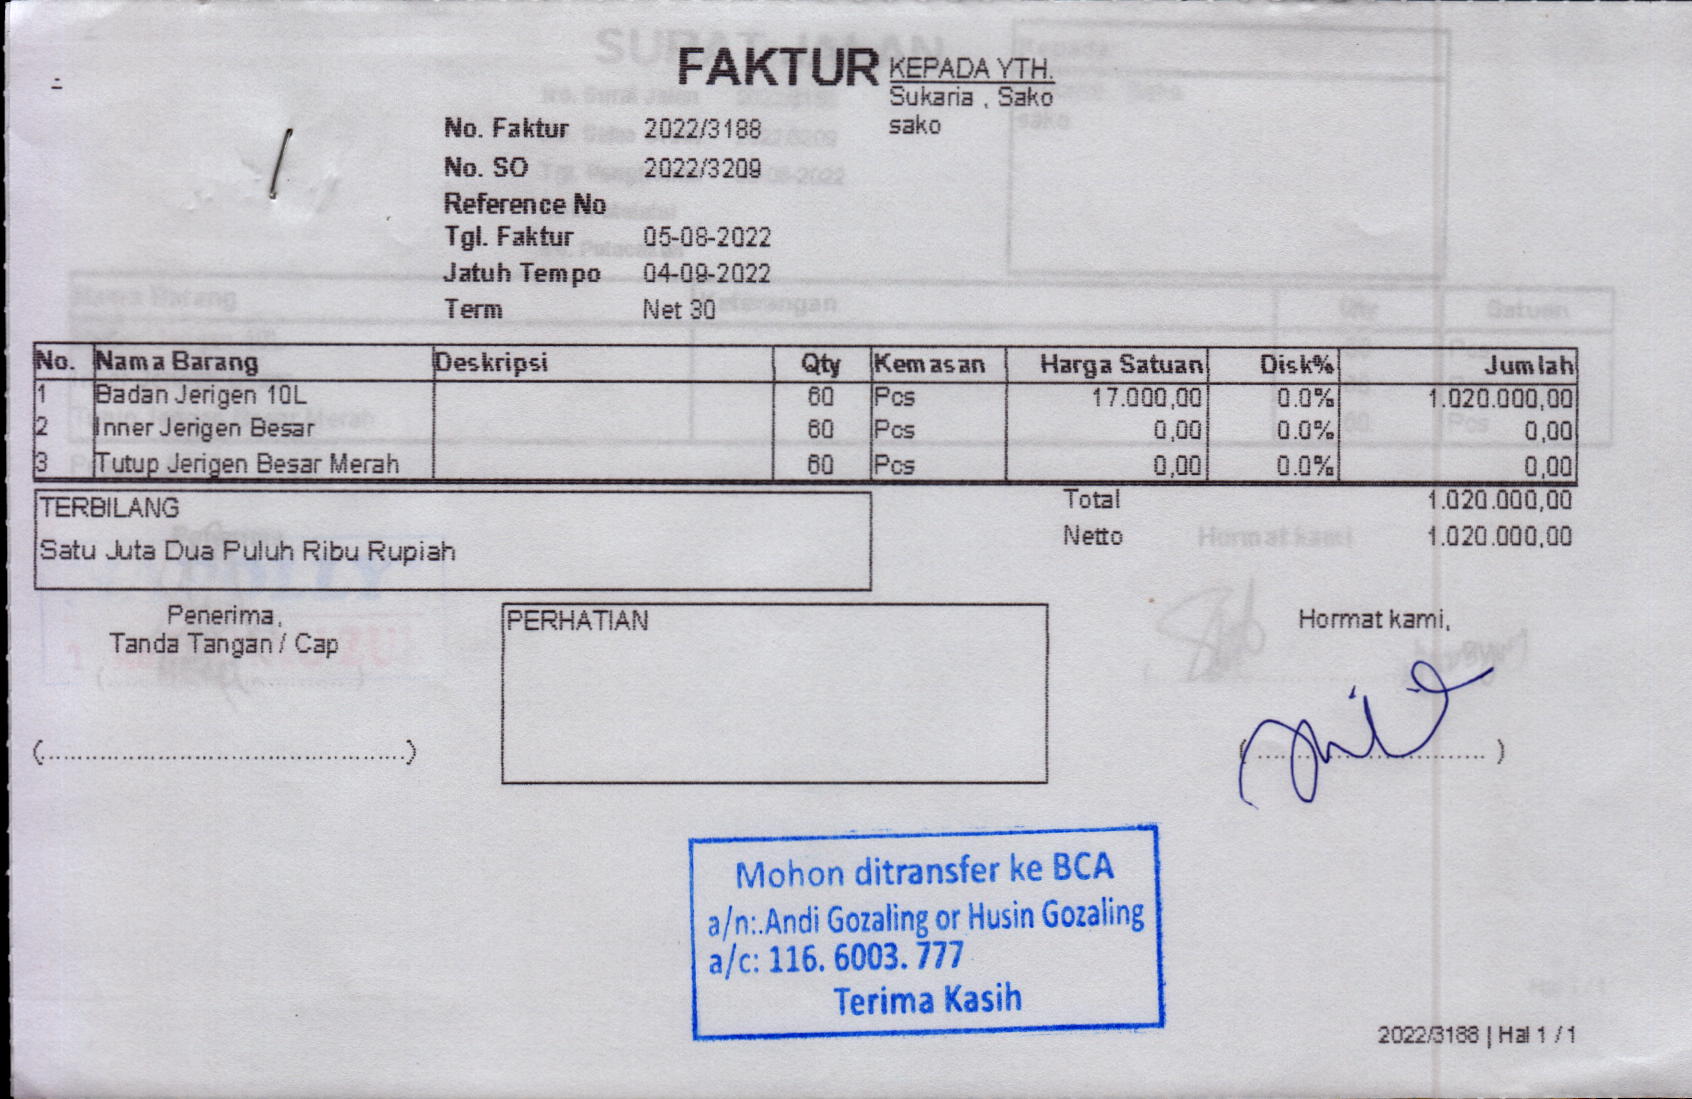 FAKTUR
KEPADA YTH.
Sukaria , Sako
sako
No. Faktur 2022/3188
No. SO 2022/3209
Reference No
Tgl. Faktur 05-08-2022
Jatuh Tempo 04-09-2022
Term Net 30
No. Nama Barang Deskripsi Qty Kemasan Harga Satuan Disk% Jumlah
1 Badan Jerigen 10L 60 Pcs 17.000,00 0.0% 1.020.000,00
2 Inner Jerigen Besar 60 Pcs 0,00 0.0% 0,00
3 Tutup Jerigen Besar Merah 60 Pcs 0,00 0.0% 0,00
TERBILANG
Satu Juta Dua Puluh Ribu Rupiah
Total 1.020.000,00
Netto 1.020.000,00
Penerima,
Tanda Tangan / Cap
(................................................)
PERHATIAN
Hormat kami,
(..............................)
Mohon ditransfer ke BCA
a/n:.Andi Gozaling or Husin Gozaling
a/c: 116. 6003. 777
Terima Kasih
2022/3188 | Hal 1 / 1